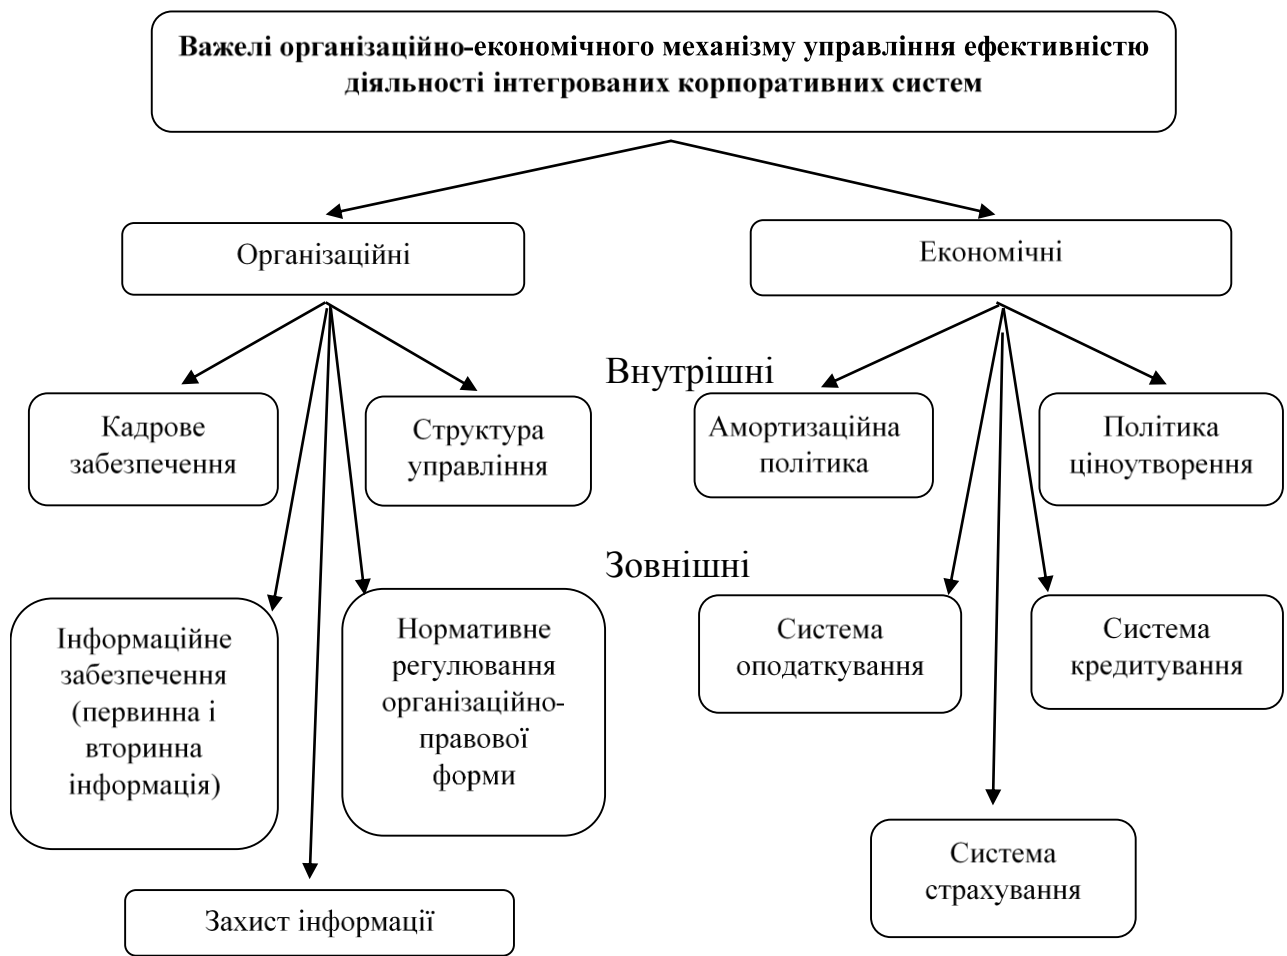 Важелі організаційно-економічного механізму управління ефективністю
діяльності інтегрованих корпоративних систем
Організаційні
Економічні
Внутрішні
Кадрове
забезпечення
Структура
управління
Амортизаційна
політика
Політика
ціноутворення
Зовнішні
Інформаційне
забезпечення
(первинна і
вторинна
інформація)
Нормативне
регулювання
організаційно-
правової
форми
Система
оподаткування
Система
кредитування
Захист інформації
Система
страхування